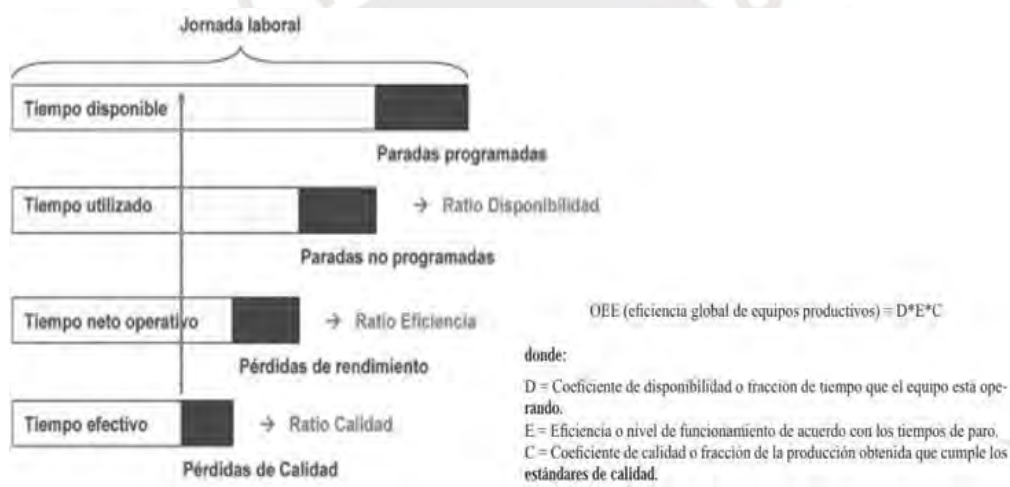 Jornada laboral
Tiempo disponible
Paradas programadas
Tiempo utilizado
→ Ratio Disponibilidad
Paradas no programadas
Tiempo neto operativo
→ Ratio Eficiencia
Pérdidas de rendimiento
Tiempo efectivo
→ Ratio Calidad
Pérdidas de Calidad
OEE (eficiencia global de equipos productivos) = D*E*C
donde:
D = Coeficiente de disponibilidad o fracción de tiempo que el equipo está ope-
rando.
E = Eficiencia o nivel de funcionamiento de acuerdo con los tiempos de paro.
C = Coeficiente de calidad o fracción de la producción obtenida que cumple los
estándares de calidad.